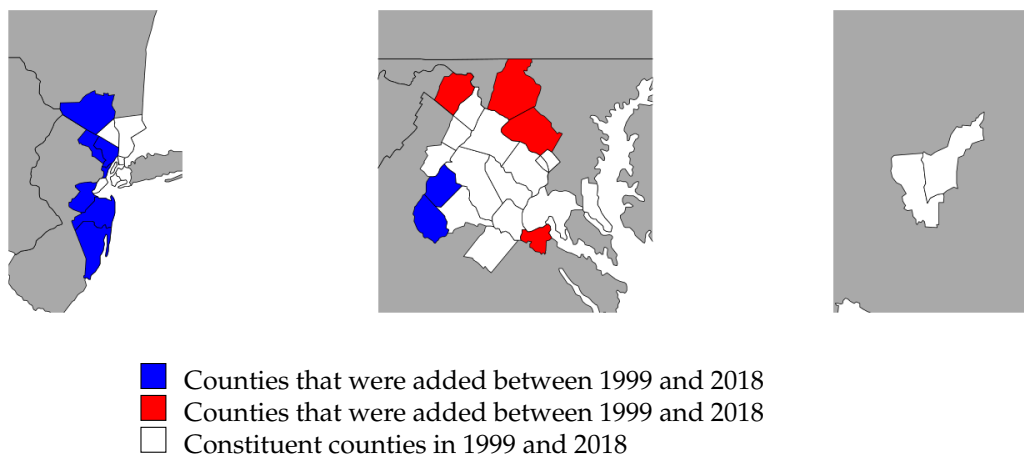 Counties that were added between 1999 and 2018
Counties that were added between 1999 and 2018
Constituent counties in 1999 and 2018